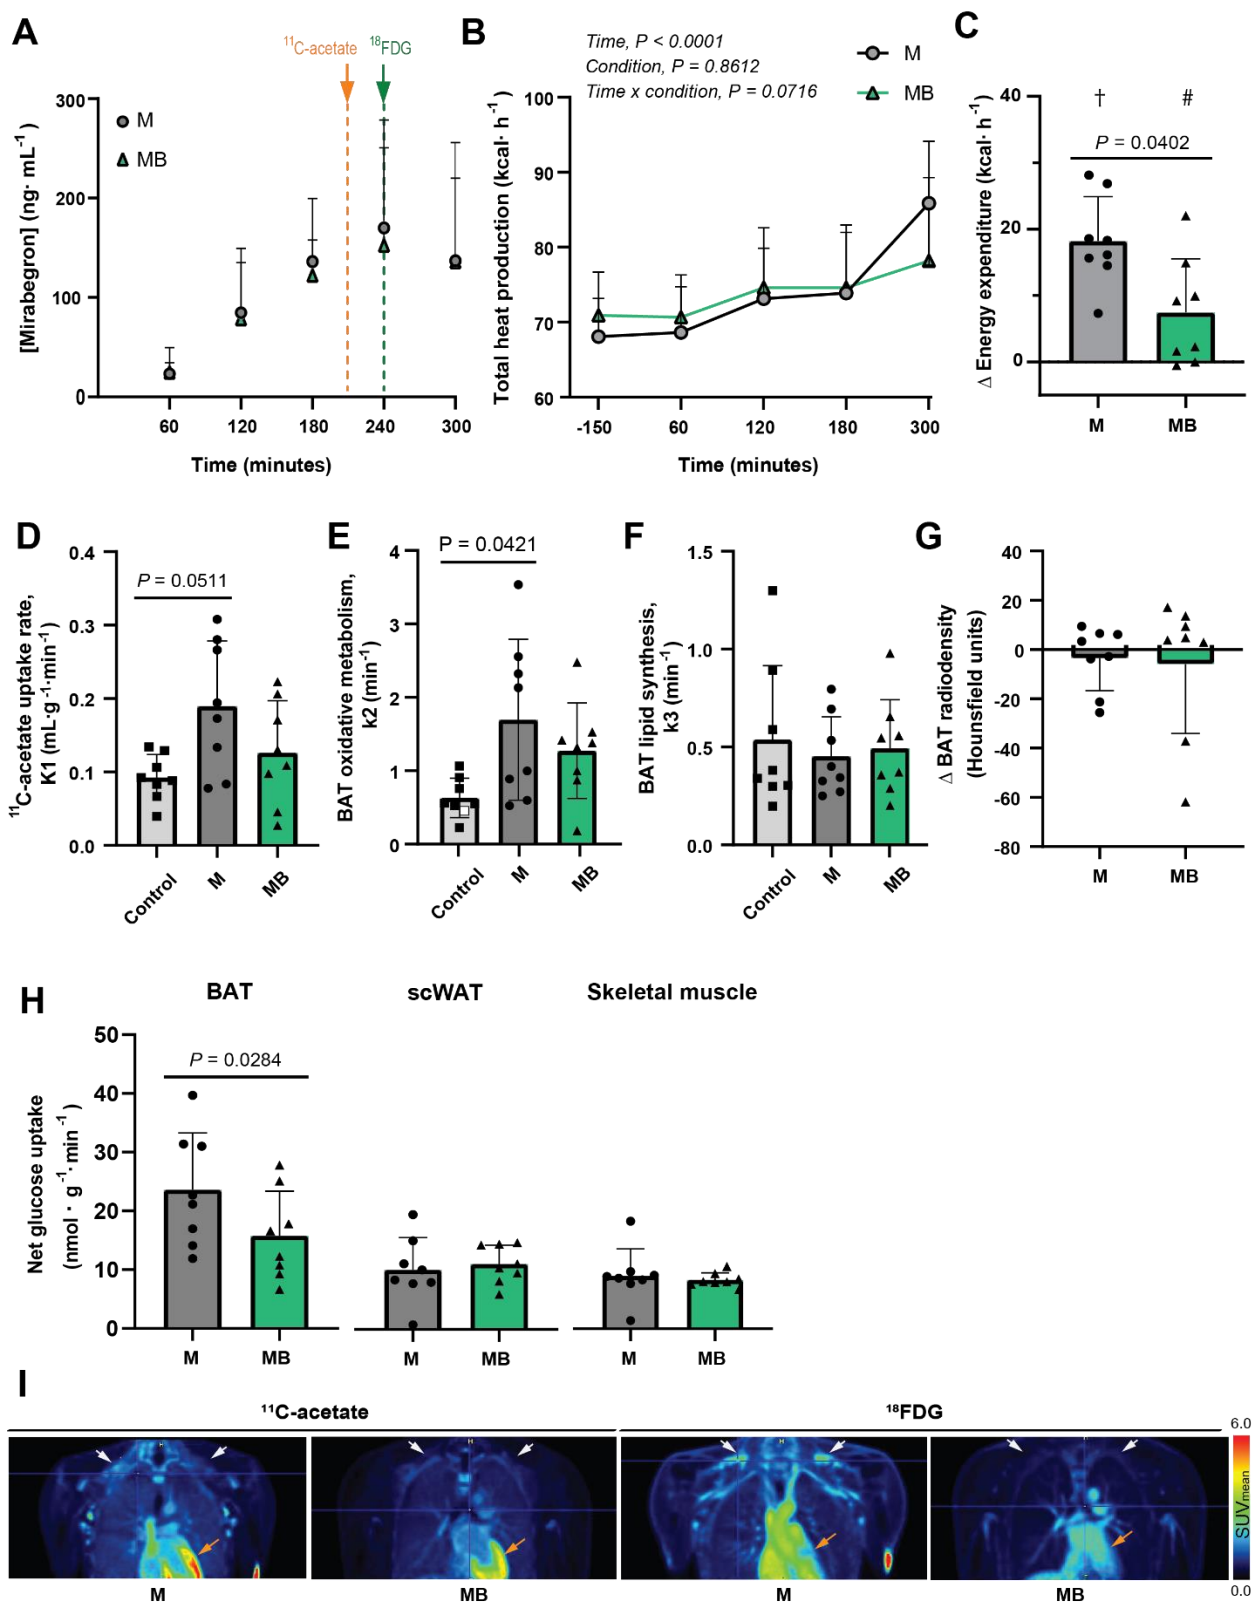 A
¹¹C-acetate
¹⁸FDG
[Mirabegron] (ng· mL⁻¹)
300
200
100
0
M
MB
60
120
180
240
300
Time (minutes)
B
Time, P < 0.0001
Condition, P = 0.8612
Time x condition, P = 0.0716
M
MB
Total heat production (kcal· h⁻¹)
100
90
80
70
60
-150
60
120
180
300
Time (minutes)
C
Δ Energy expenditure (kcal· h⁻¹)
40
20
0
†
#
P = 0.0402
M
MB
D
¹¹C-acetate uptake rate,
K1 (mL·g⁻¹·min⁻¹)
0.4
0.3
0.2
0.1
0.0
P = 0.0511
Control
M
MB
E
BAT oxidative metabolism,
k2 (min⁻¹)
4
3
2
1
0
P = 0.0421
Control
M
MB
F
BAT lipid synthesis,
k3 (min⁻¹)
1.5
1.0
0.5
0.0
Control
M
MB
G
Δ BAT radiodensity
(Hounsfield units)
40
20
0
-20
-40
-60
-80
M
MB
H
BAT
scWAT
Skeletal muscle
Net glucose uptake
(nmol · g⁻¹·min⁻¹)
50
40
30
20
10
0
P = 0.0284
M
MB
M
MB
M
MB
I
¹¹C-acetate
¹⁸FDG
6.0
SUVmean
0.0
M
MB
M
MB